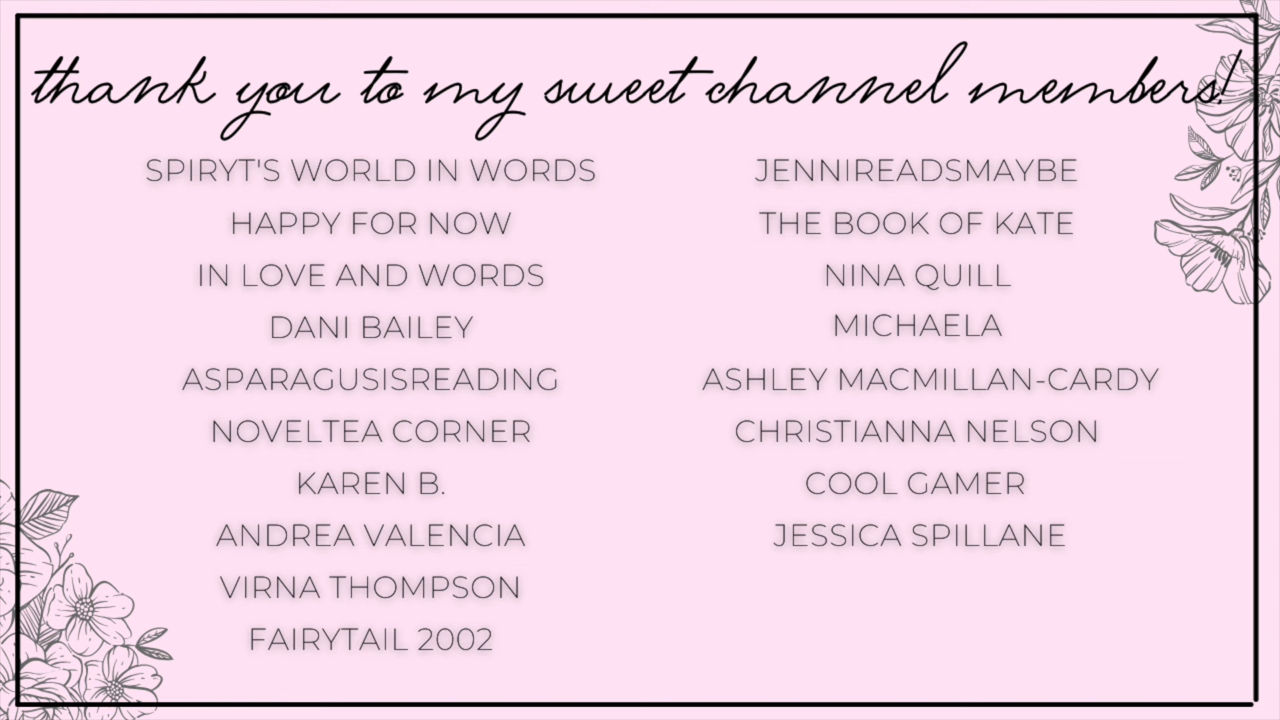 thank you to my sweet channel members!
SPIRYT'S WORLD IN WORDS
HAPPY FOR NOW
IN LOVE AND WORDS
DANI BAILEY
ASPARAGUSISREADING
NOVELTEA CORNER
KAREN B.
ANDREA VALENCIA
VIRNA THOMPSON
FAIRYTAIL 2002
JENNIREADSMAYBE
THE BOOK OF KATE
NINA QUILL
MICHAELA
ASHLEY MACMILLAN-CARDY
CHRISTIANNA NELSON
COOL GAMER
JESSICA SPILLANE